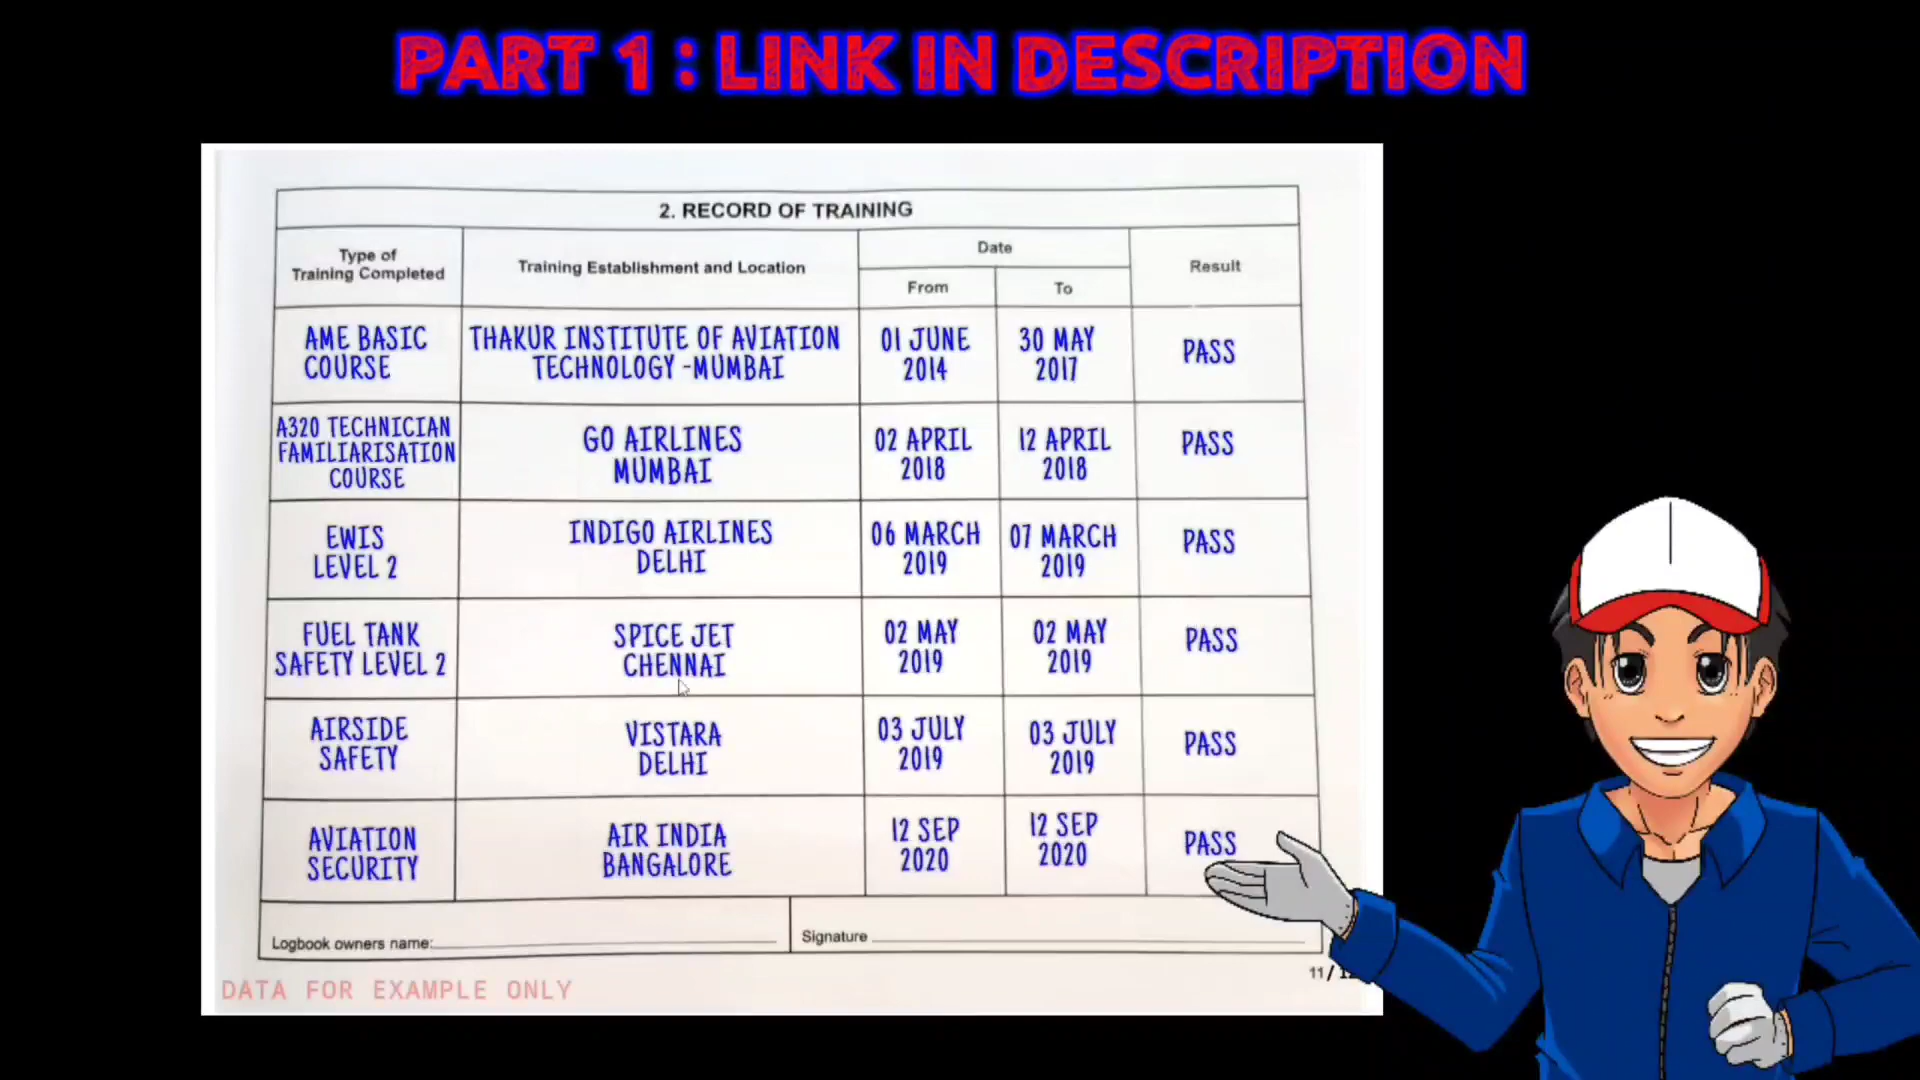 PART 1 : LINK IN DESCRIPTION
2. RECORD OF TRAINING
Type of
Training Completed
Training Establishment and Location
Date
From
To
Result
AME BASIC
COURSE
THAKUR INSTITUTE OF AVIATION
TECHNOLOGY -MUMBAI
01 JUNE
2014
30 MAY
2017
PASS
A320 TECHNICIAN
FAMILIARISATION
COURSE
GO AIRLINES
MUMBAI
02 APRIL
2018
12 APRIL
2018
PASS
EWIS
LEVEL 2
INDIGO AIRLINES
DELHI
06 MARCH
2019
07 MARCH
2019
PASS
FUEL TANK
SAFETY LEVEL 2
SPICE JET
CHENNAI
02 MAY
2019
02 MAY
2019
PASS
AIRSIDE
SAFETY
VISTARA
DELHI
03 JULY
2019
03 JULY
2019
PASS
AVIATION
SECURITY
AIR INDIA
BANGALORE
12 SEP
2020
12 SEP
2020
PASS
Logbook owners name:
Signature
11/
DATA FOR EXAMPLE ONLY